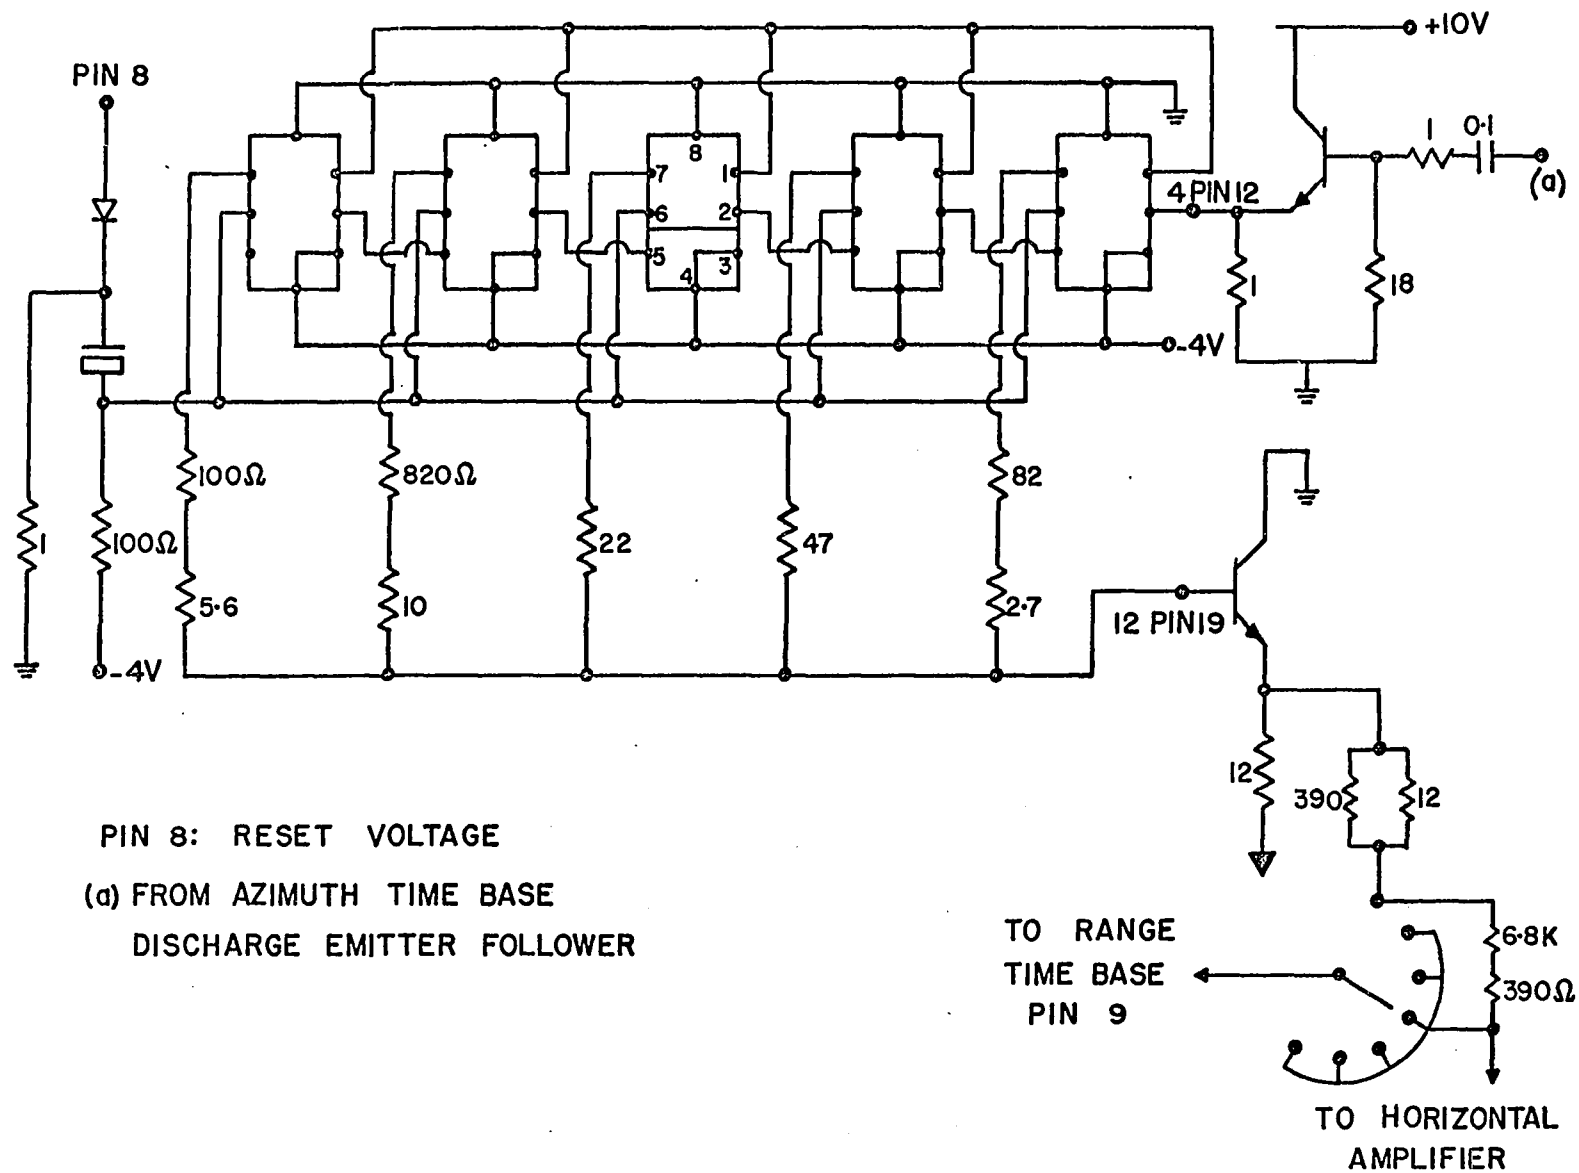 +10V
PIN 8
1
0·1
(a)
8
7
1
6
2
5
4
3
4 PIN 12
1
18
-4V
100Ω
820Ω
82
1
100Ω
22
47
5·6
10
2·7
12 PIN 19
-4V
12
390
12
PIN 8: RESET VOLTAGE
(a) FROM AZIMUTH TIME BASE
DISCHARGE EMITTER FOLLOWER
TO RANGE
TIME BASE
PIN 9
6·8K
390Ω
TO HORIZONTAL
AMPLIFIER